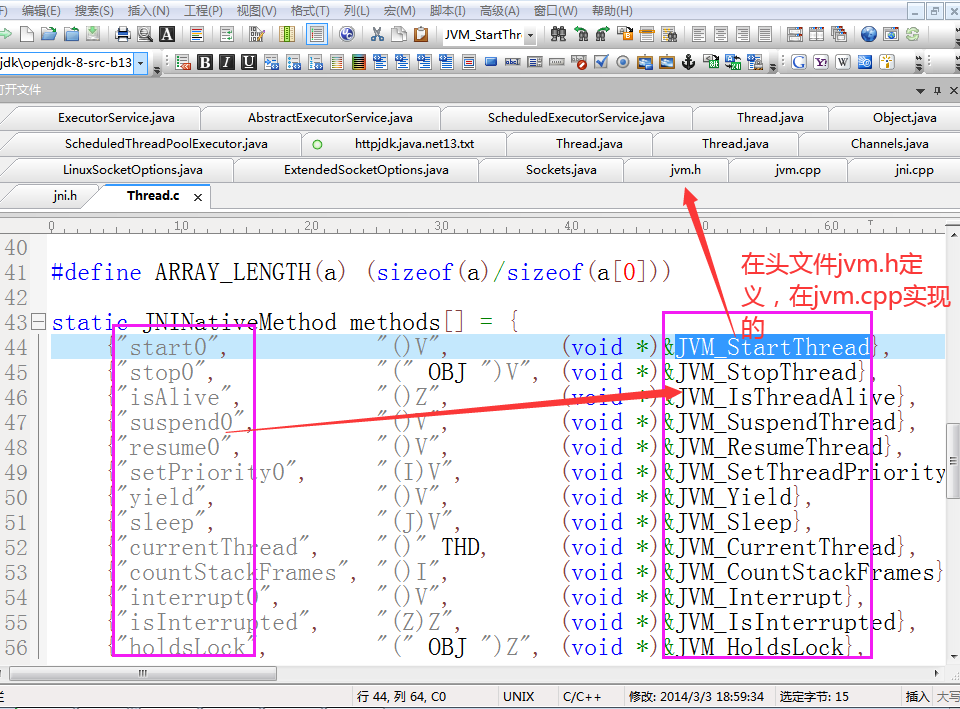 F) 编辑(E) 搜索(S) 插入(N) 工程(P) 视图(V) 格式(T) 列(L) 宏(M) 脚本(I) 高级(A) 窗口(W) 帮助(H)
JVM_StartThr
jdk\openjdk-8-src-b13
打开文件
ExecutorService.java AbstractExecutorService.java ScheduledExecutorService.java Thread.java Object.java
ScheduledThreadPoolExecutor.java httpjdk.java.net13.txt Thread.java Thread.java Channels.java
LinuxSocketOptions.java ExtendedSocketOptions.java Sockets.java jvm.h jvm.cpp jni.cpp
jni.h Thread.c x
0 10 20 30 40 50 60
40
41 #define ARRAY_LENGTH(a) (sizeof(a)/sizeof(a[0]))
42
43 static JNINativeMethod methods[] = {
44 {"start0", "()V", (void *)&JVM_StartThread},
45 {"stop0", "(" OBJ ")V", (void *)&JVM_StopThread},
46 {"isAlive", "()Z", (void *)&JVM_IsThreadAlive},
47 {"suspend0", "()V", (void *)&JVM_SuspendThread},
48 {"resume0", "()V", (void *)&JVM_ResumeThread},
49 {"setPriority0", "(I)V", (void *)&JVM_SetThreadPriority
50 {"yield", "()V", (void *)&JVM_Yield},
51 {"sleep", "(J)V", (void *)&JVM_Sleep},
52 {"currentThread", "()" THD, (void *)&JVM_CurrentThread},
53 {"countStackFrames", "()I", (void *)&JVM_CountStackFrames}
54 {"interrupt0", "()V", (void *)&JVM_Interrupt},
55 {"isInterrupted", "(Z)Z", (void *)&JVM_IsInterrupted},
56 {"holdsLock", "(" OBJ ")Z", (void *)&JVM_HoldsLock},
在头文件jvm.h定
义，在jvm.cpp实现
的
行 44, 列 64, C0 UNIX C/C++ 修改: 2014/3/3 18:59:34 选定字节: 15 插入 大写